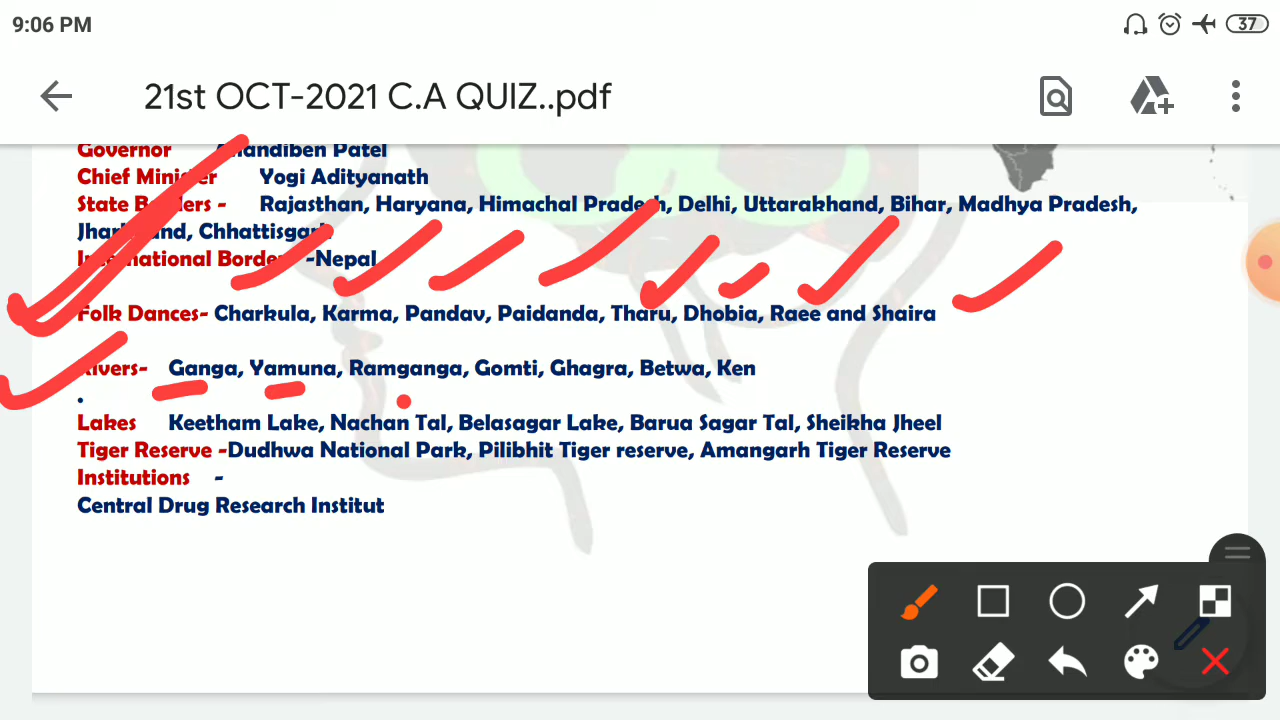 9:06 PM
37
21st OCT-2021 C.A QUIZ..pdf
Governor Anandiben Patel
Chief Minister Yogi Adityanath
State Borders - Rajasthan, Haryana, Himachal Pradesh, Delhi, Uttarakhand, Bihar, Madhya Pradesh,
Jharkhand, Chhattisgarh
International Border -Nepal
Folk Dances- Charkula, Karma, Pandav, Paidanda, Tharu, Dhobia, Raee and Shaira
Rivers- Ganga, Yamuna, Ramganga, Gomti, Ghagra, Betwa, Ken
.
Lakes Keetham Lake, Nachan Tal, Belasagar Lake, Barua Sagar Tal, Sheikha Jheel
Tiger Reserve -Dudhwa National Park, Pilibhit Tiger reserve, Amangarh Tiger Reserve
Institutions -
Central Drug Research Institut